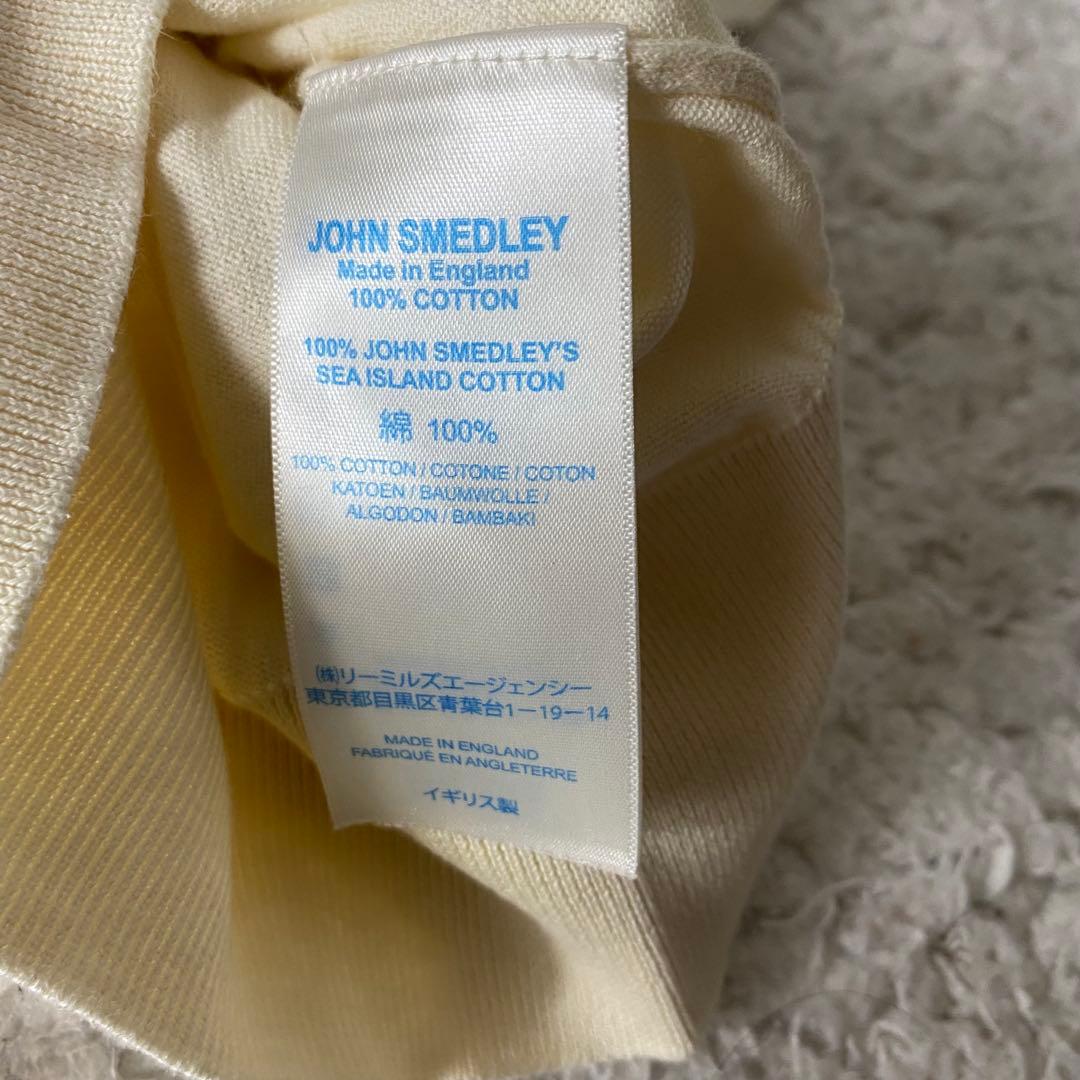 JOHN SMEDLEY
Made in England
100% COTTON
100% JOHN SMEDLEY'S
SEA ISLAND COTTON
綿 100%
100% COTTON / COTONE / COTON
KATOEN / BAUMWOLLE /
ALGODON / BAMBAKI
㈱リーミルズエージェンシー
東京都目黒区青葉台1-19-14
MADE IN ENGLAND
FABRIQUÉ EN ANGLETERRE
イギリス製